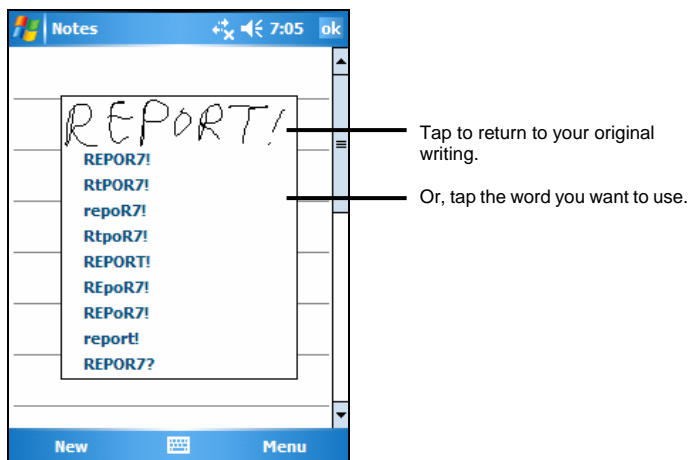 Notes 7:05 ok
REPORT!
REPOR7!
RtPOR7!
repoR7!
RtpoR7!
REPORT!
REpoR7!
REPoR7!
report!
REPOR7?
New Menu
Tap to return to your original
writing.
Or, tap the word you want to use.